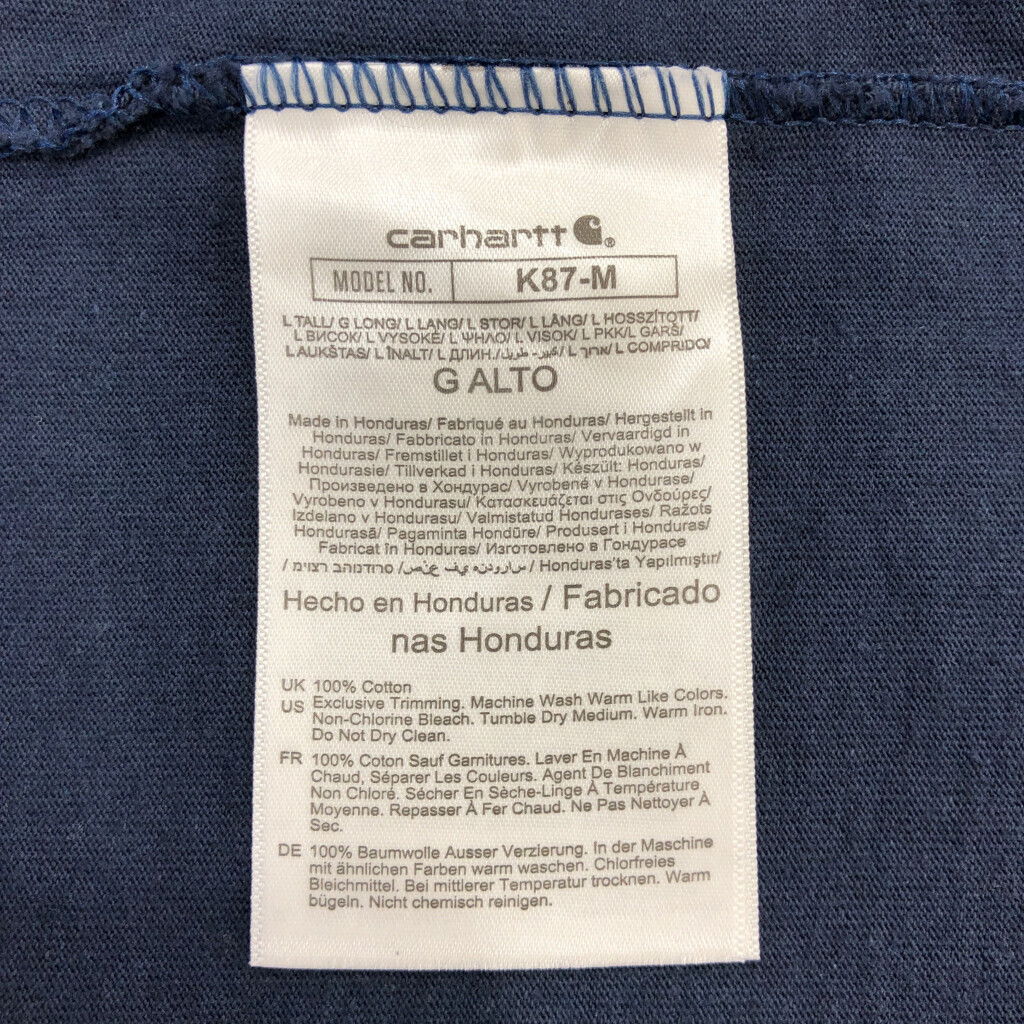 carhartt ®
MODEL NO. K87-M
L TALL/ G LONG/ L LANG/ L STOR/ L LÅNG/ L HOSSZÍTOTT/
L ВИСОК/ L VYSOKÉ/ L ΨΗΛΟ/ L VISOK/ L PKK/L GARŠ/
L AUKŠTAS/ L ÎNALT/ L ДЛИН./كبير- طويل/ L ארוך/ L COMPRIDO/
G ALTO
Made in Honduras/ Fabriqué au Honduras/ Hergestellt in
Honduras/ Fabbricato in Honduras/ Vervaardigd in
Honduras/ Fremstillet i Honduras/ Wyprodukowano w
Hondurasie/ Tillverkad i Honduras/ Készült: Honduras/
Произведено в Хондурас/ Vyrobené v Hondurase/
Vyrobeno v Hondurasu/ Κατασκευάζεται στις Ονδούρες/
Izdelano v Hondurasu/ Valmistatud Hondurases/ Ražots
Hondurasā/ Pagaminta Hondūre/ Produsert i Honduras/
Fabricat în Honduras/ Изготовлено в Гондурасе
/ Honduras'ta Yapılmıştır/
Hecho en Honduras / Fabricado
nas Honduras
UK 100% Cotton
US Exclusive Trimming. Machine Wash Warm Like Colors.
Non-Chlorine Bleach. Tumble Dry Medium. Warm Iron.
Do Not Dry Clean.
FR 100% Coton Sauf Garnitures. Laver En Machine À
Chaud, Séparer Les Couleurs. Agent De Blanchiment
Non Chloré. Sécher En Sèche-Linge À Température
Moyenne. Repasser À Fer Chaud. Ne Pas Nettoyer À
Sec.
DE 100% Baumwolle Ausser Verzierung. In der Maschine
mit ähnlichen Farben warm waschen. Chlorfreies
Bleichmittel. Bei mittlerer Temperatur trocknen. Warm
bügeln. Nicht chemisch reinigen.